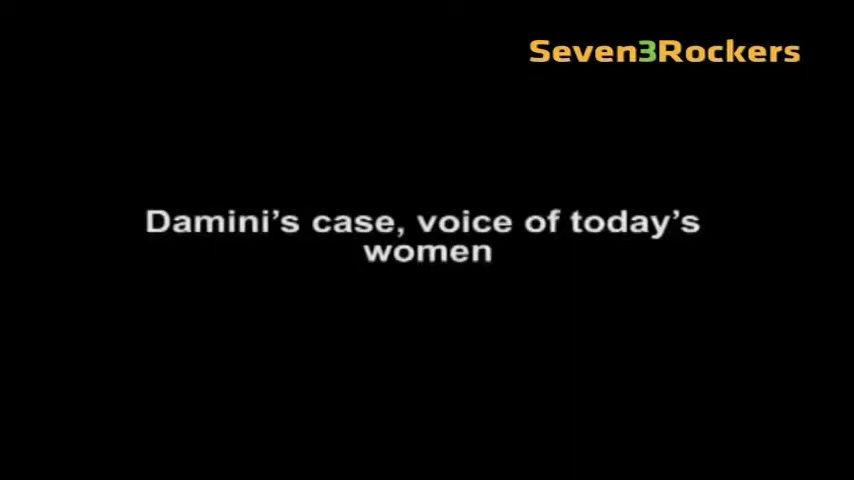 Seven3Rockers
Damini’s case, voice of today’s
women